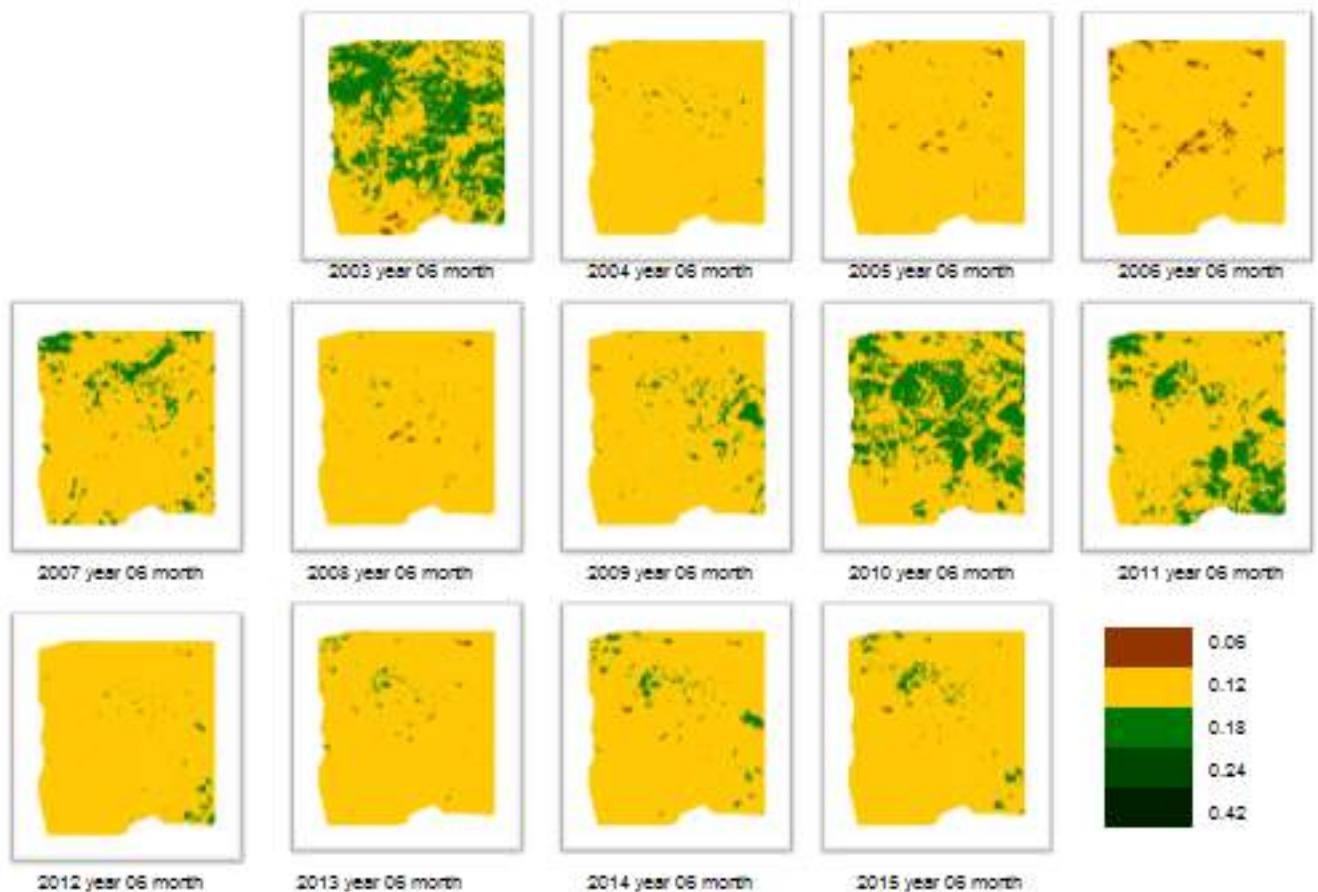 2003 year 06 month
2004 year 06 month
2005 year 06 month
2006 year 06 month
2007 year 06 month
2008 year 06 month
2009 year 06 month
2010 year 06 month
2011 year 06 month
0.06
0.12
0.18
0.24
0.42
2012 year 06 month
2013 year 06 month
2014 year 06 month
2015 year 06 month